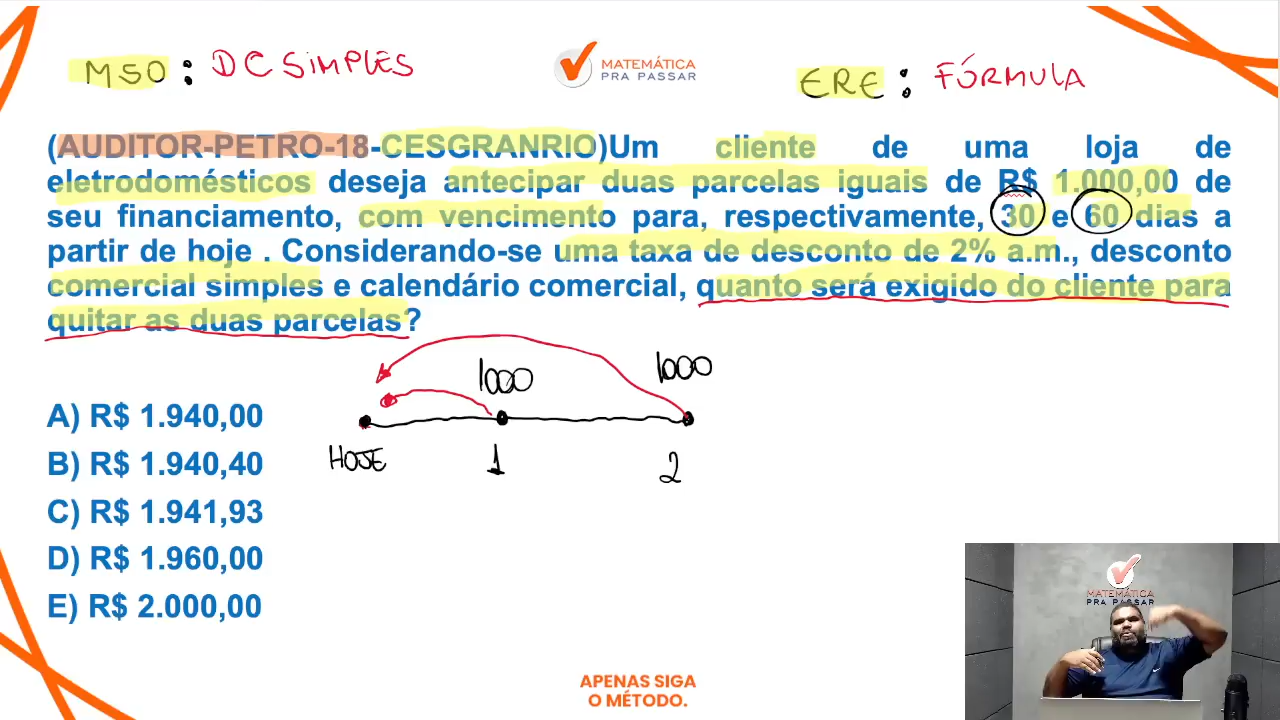 M50 : DC SIMPLES
MATEMÁTICA
PRA PASSAR
ERE : FÓRMULA
(AUDITOR-PETRO-18-CESGRANRIO)Um cliente de uma loja de
eletrodomésticos deseja antecipar duas parcelas iguais de R$ 1.000,00 de
seu financiamento, com vencimento para, respectivamente, 30 e 60 dias a
partir de hoje . Considerando-se uma taxa de desconto de 2% a.m., desconto
comercial simples e calendário comercial, quanto será exigido do cliente para
quitar as duas parcelas?
1000
1000
HOJE
1
2
A) R$ 1.940,00
B) R$ 1.940,40
C) R$ 1.941,93
D) R$ 1.960,00
E) R$ 2.000,00
MATEMÁTICA
PRA PASSAR
APENAS SIGA
O MÉTODO.